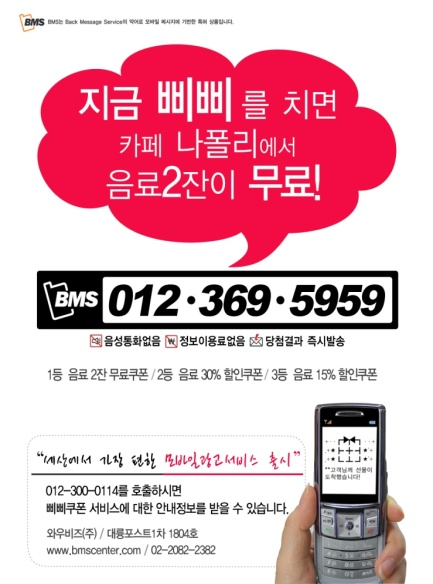 BMS BMS는 Back Message Service의 약어로 모바일 메시지에 기반한 특허 상품입니다.
지금 삐삐를 치면
카페 나폴리에서
음료2잔이 무료!
BMS 012·369·5959
음성통화없음 정보이용료없음 당첨결과 즉시발송
1등 음료 2잔 무료쿠폰 / 2등 음료 30% 할인쿠폰 / 3등 음료 15% 할인쿠폰
"세상에서 가장 편한 모바일광고서비스 출시"
012-300-0114를 호출하시면
삐삐쿠폰 서비스에 대한 안내정보를 받을 수 있습니다.
와우비즈(주) / 대륭포스트1차 1804호
www.bmscenter.com / 02-2082-2382
**고객님께 선물이
도착했습니다!